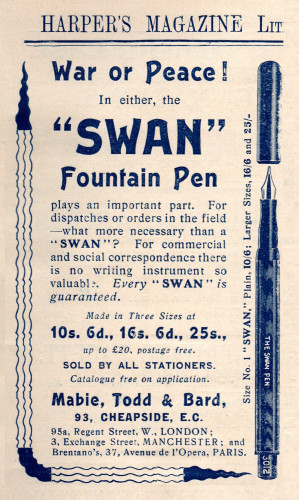 HARPER'S MAGAZINE LIT
War or Peace!
In either, the
"SWAN"
Fountain Pen
plays an important part. For
dispatches or orders in the field
—what more necessary than a
"SWAN"? For commercial
and social correspondence there
is no writing instrument so
valuable. Every "SWAN" is
guaranteed.
Made in Three Sizes at
10s. 6d., 16s. 6d., 25s.,
up to £20, postage free.
SOLD BY ALL STATIONERS.
Catalogue free on application.
Mabie, Todd & Bard,
93, CHEAPSIDE, E.C.
95a, Regent Street, W., LONDON;
3, Exchange Street, MANCHESTER; and
Brentano's, 37, Avenue de l'Opera, PARIS.
Size No. 1 "SWAN," Plain, 10/6; Larger Sizes, 16/6 and 25/-
THE SWAN PEN
3012